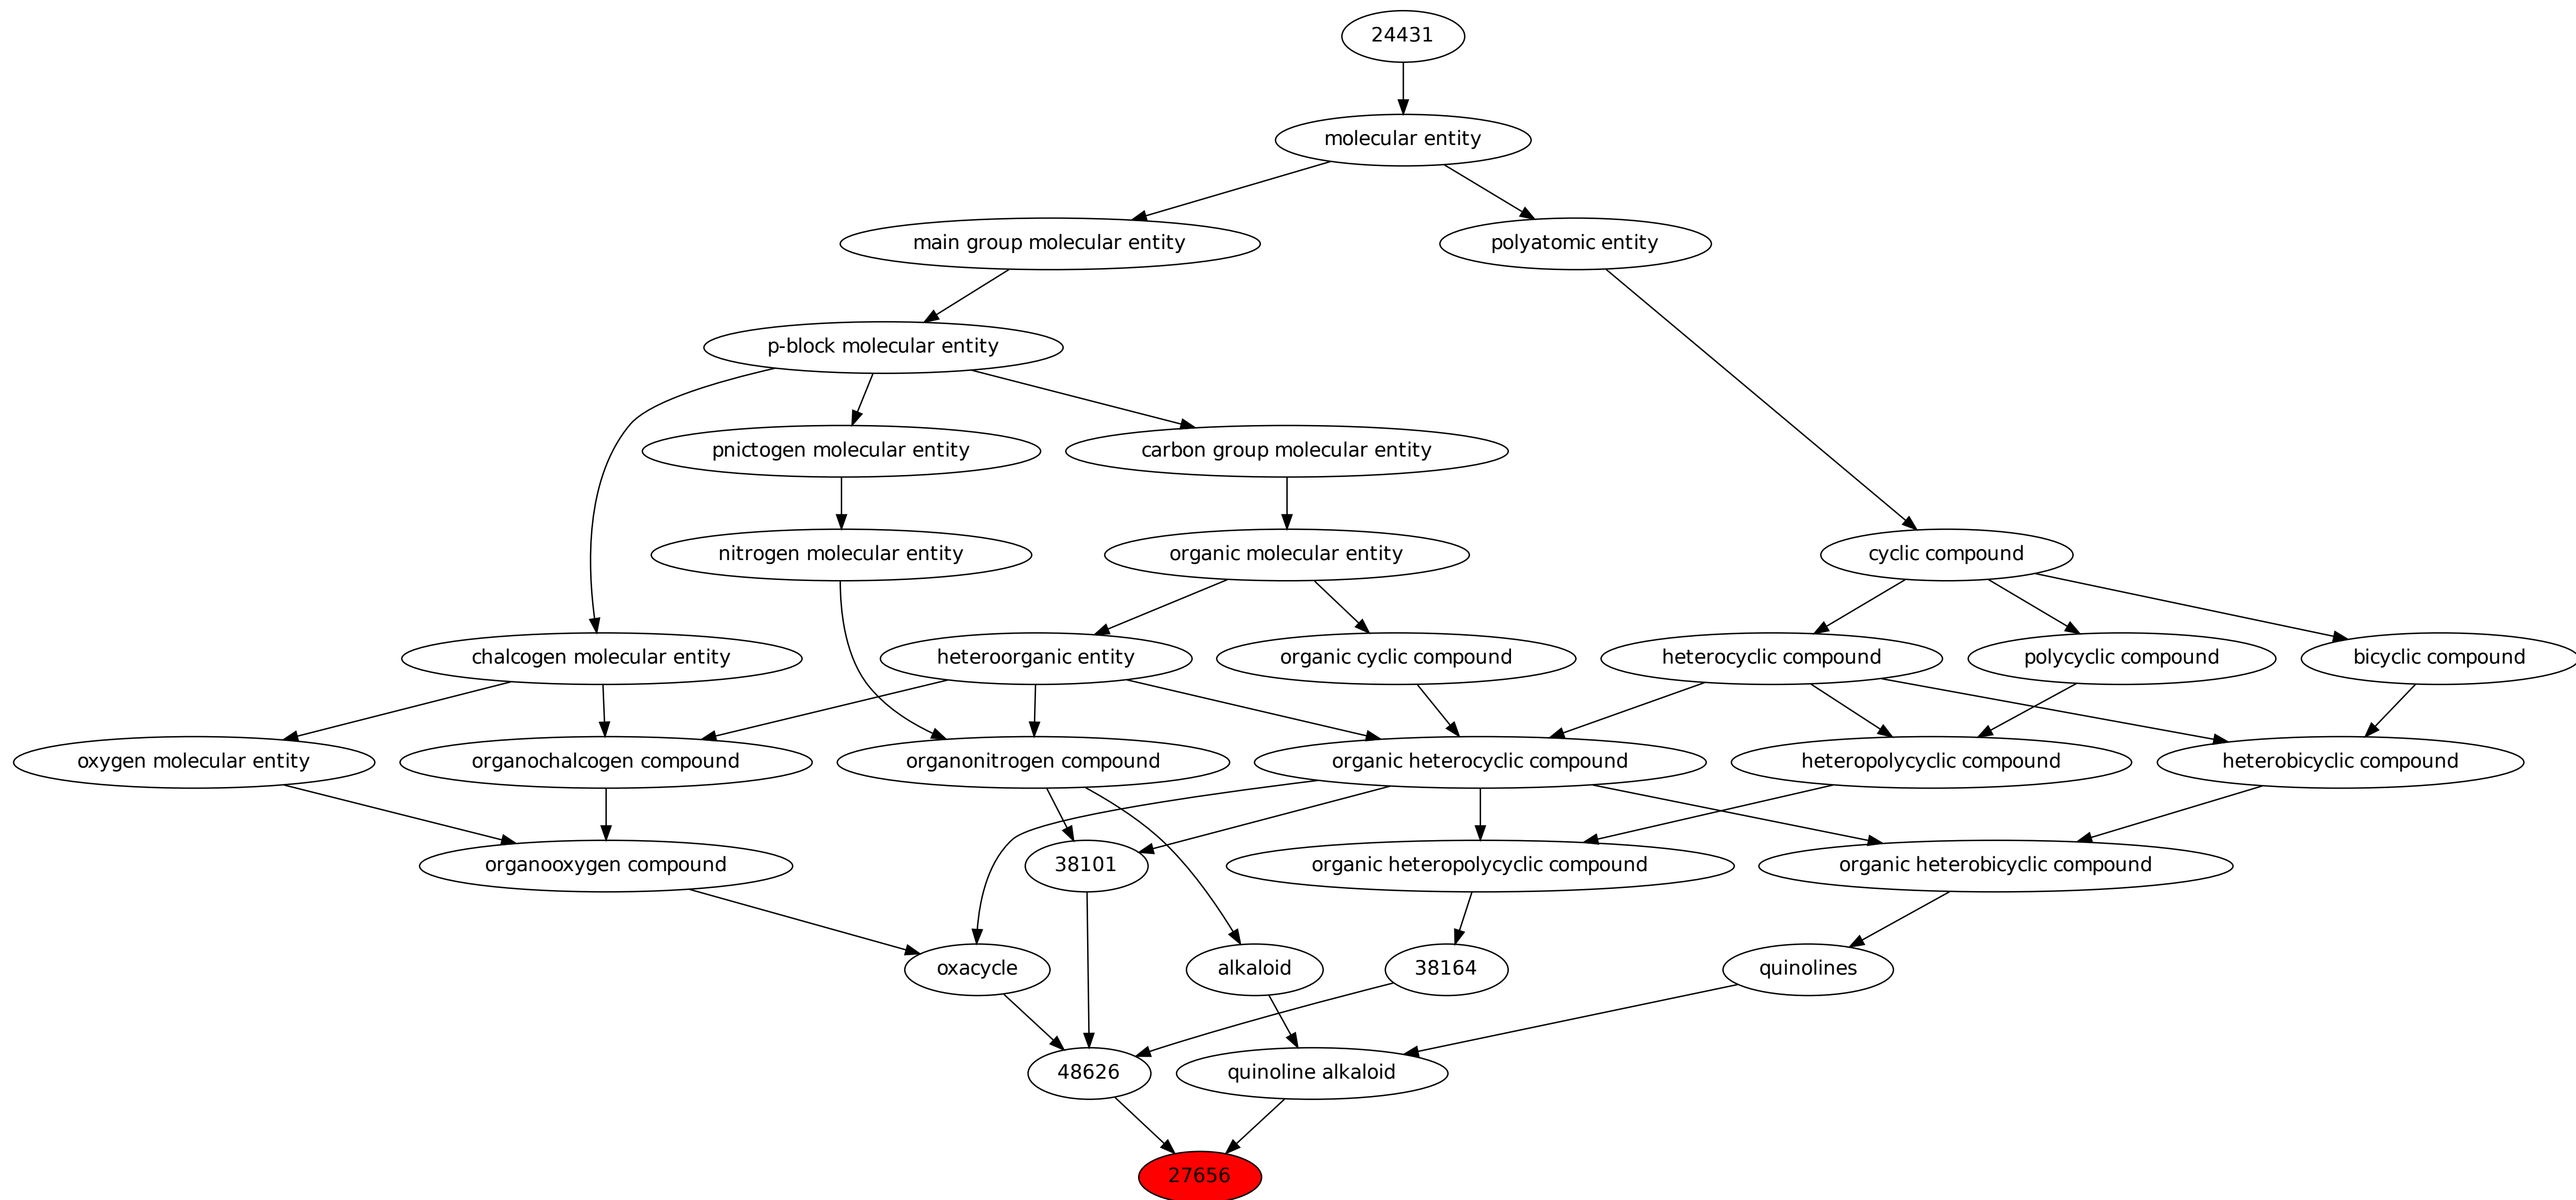 24431
molecular entity
main group molecular entity
polyatomic entity
p-block molecular entity
pnictogen molecular entity
carbon group molecular entity
nitrogen molecular entity
organic molecular entity
cyclic compound
chalcogen molecular entity
heteroorganic entity
organic cyclic compound
heterocyclic compound
polycyclic compound
bicyclic compound
oxygen molecular entity
organochalcogen compound
organonitrogen compound
organic heterocyclic compound
heteropolycyclic compound
heterobicyclic compound
organooxygen compound
38101
organic heteropolycyclic compound
organic heterobicyclic compound
oxacycle
alkaloid
38164
quinolines
48626
quinoline alkaloid
27656